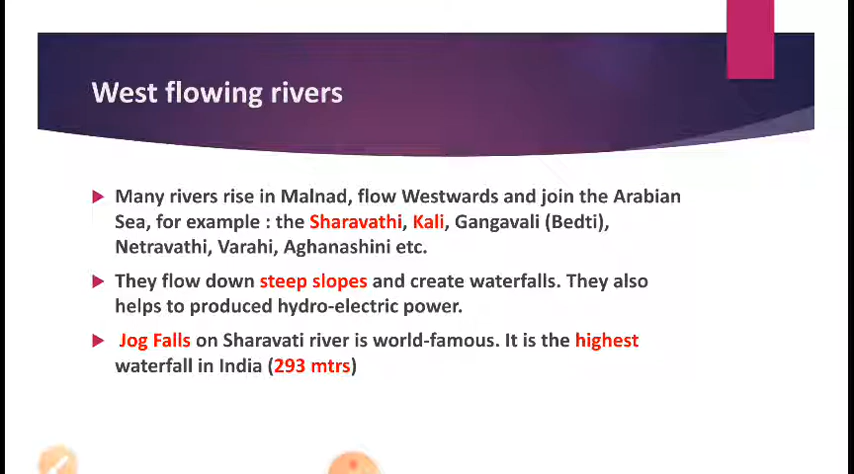 West flowing rivers
Many rivers rise in Malnad, flow Westwards and join the Arabian
Sea, for example : the Sharavathi, Kali, Gangavali (Bedti),
Netravathi, Varahi, Aghanashini etc.
They flow down steep slopes and create waterfalls. They also
helps to produced hydro-electric power.
Jog Falls on Sharavati river is world-famous. It is the highest
waterfall in India (293 mtrs)